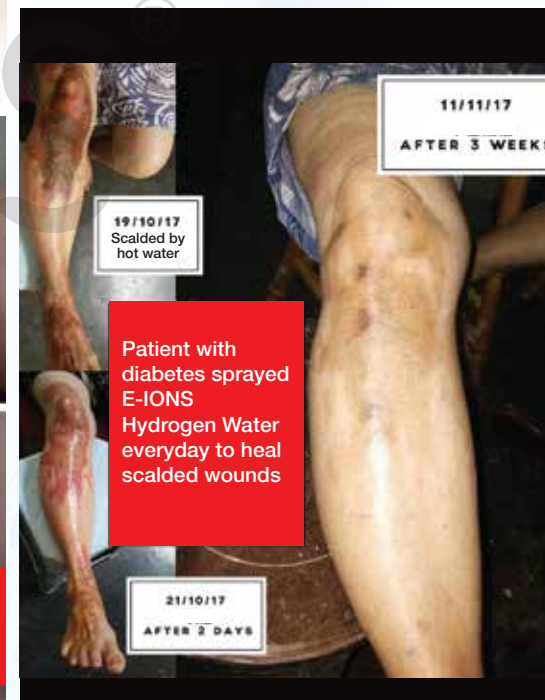 ®
11/11/17
AFTER 3 WEEKS
19/10/17
Scalded by
hot water
Patient with
diabetes sprayed
E-IONS
Hydrogen Water
everyday to heal
scalded wounds
21/10/17
AFTER 2 DAYS